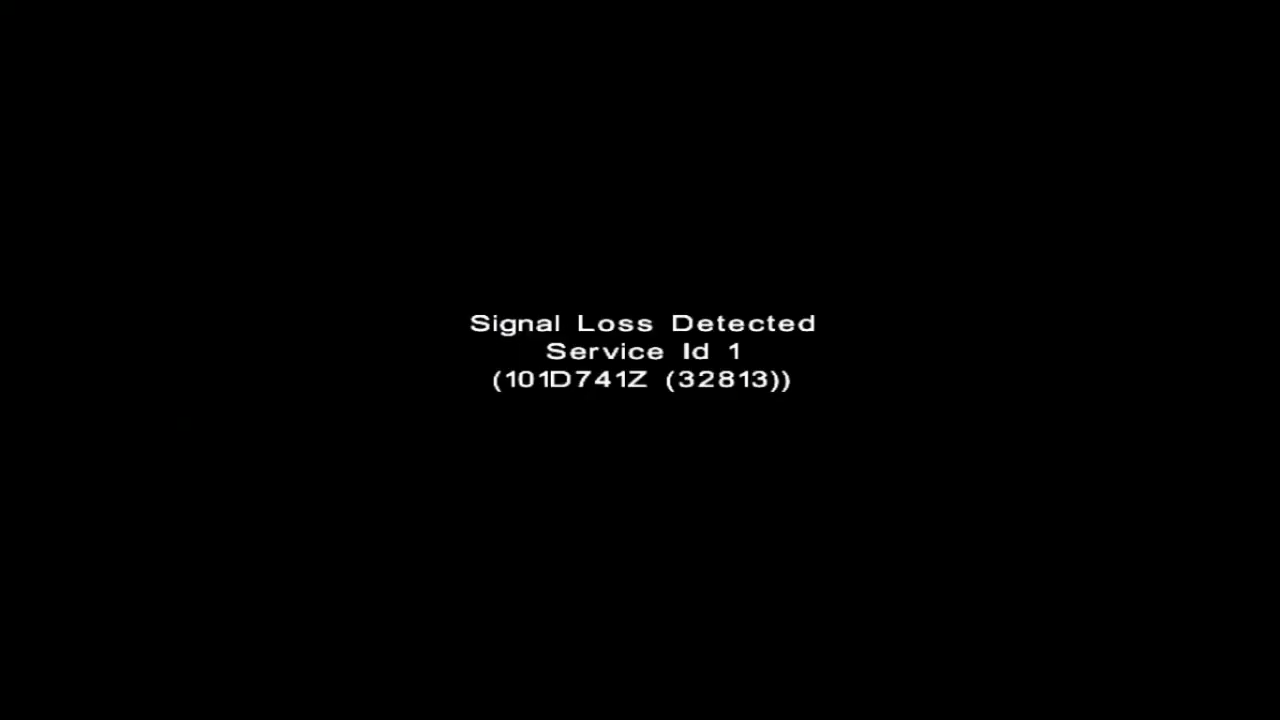 Signal Loss Detected
Service Id 1
(101D741Z (32813))